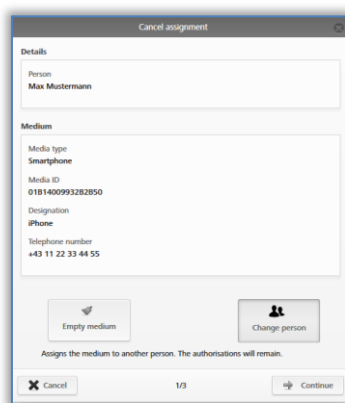 Cancel assignment
Details
Person
Max Mustermann
Medium
Media type
Smartphone
Media ID
01B1400993282B50
Designation
iPhone
Telephone number
+43 11 22 33 44 55
Empty medium
Change person
Assigns the medium to another person. The authorisations will remain.
Cancel
1/3
Continue